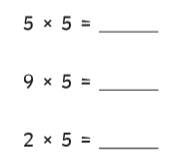 5 × 5 = ______
9 × 5 = ______
2 × 5 = ______